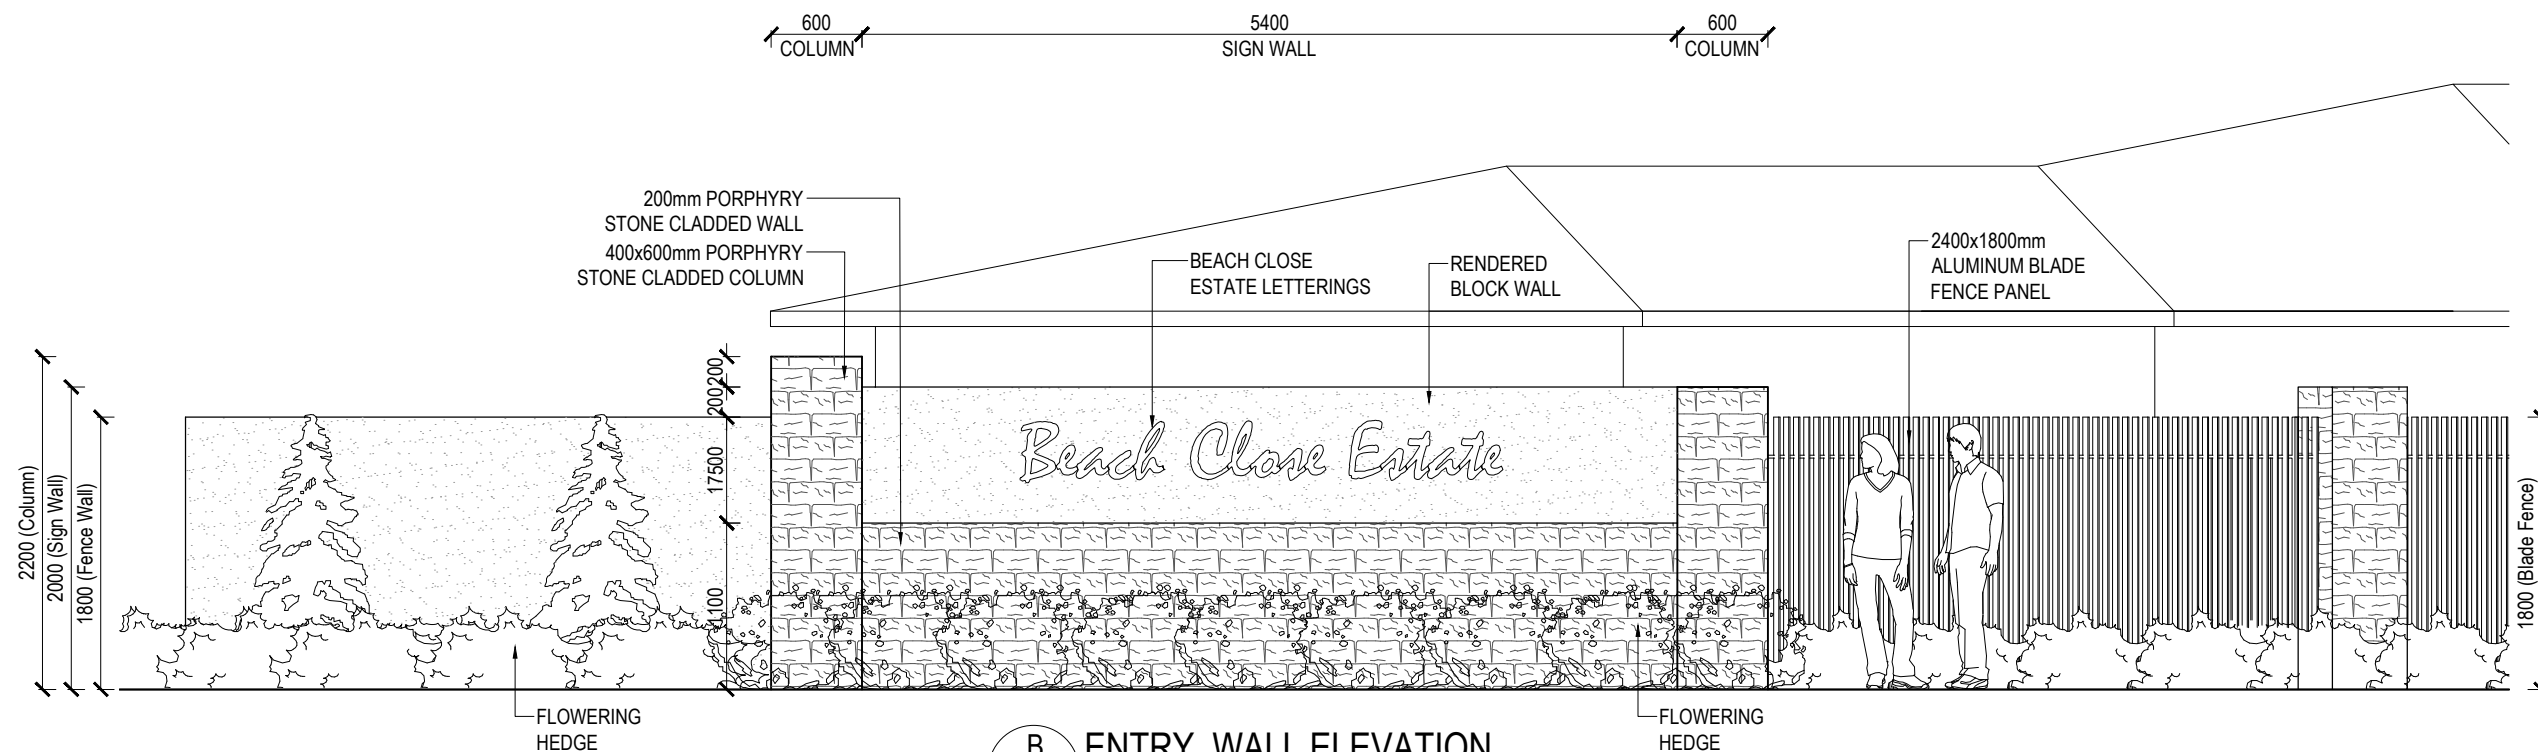 600
COLUMN
5400
SIGN WALL
600
COLUMN
200mm PORPHYRY
STONE CLADDED WALL
400x600mm PORPHYRY
STONE CLADDED COLUMN
BEACH CLOSE
ESTATE LETTERINGS
RENDERED
BLOCK WALL
2400x1800mm
ALUMINUM BLADE
FENCE PANEL
2200 (Column)
2000 (Sign Wall)
1800 (Fence Wall)
200
200
17500
1100
Beach Close Estate
1800 (Blade Fence)
FLOWERING
HEDGE
B
ENTRY WALL ELEVATION
FLOWERING
HEDGE